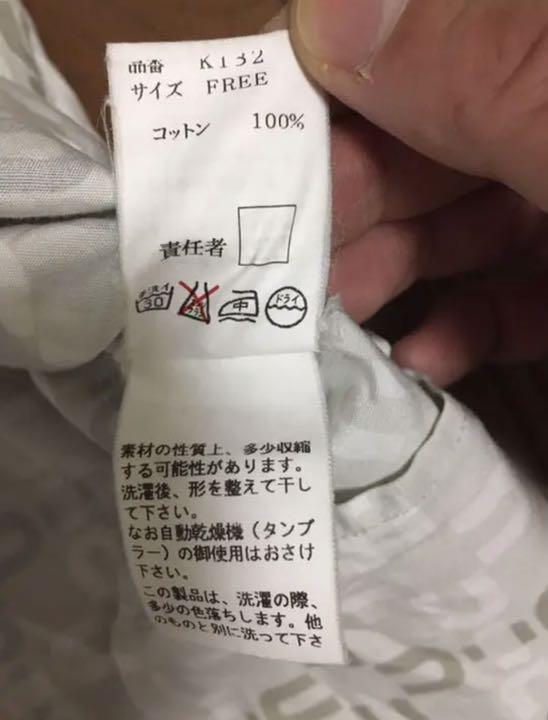 品番 K132
サイズ FREE
コットン 100%
責任者
30 中 ドライ
素材の性質上、多少収縮
する可能性があります。
洗濯後、形を整えて干し
て下さい。
なお自動乾燥機（タンブ
ラー）の御使用はおさけ
下さい。
この製品は、洗濯の際、
多少の色落ちします。他
のものと別に洗って下さ